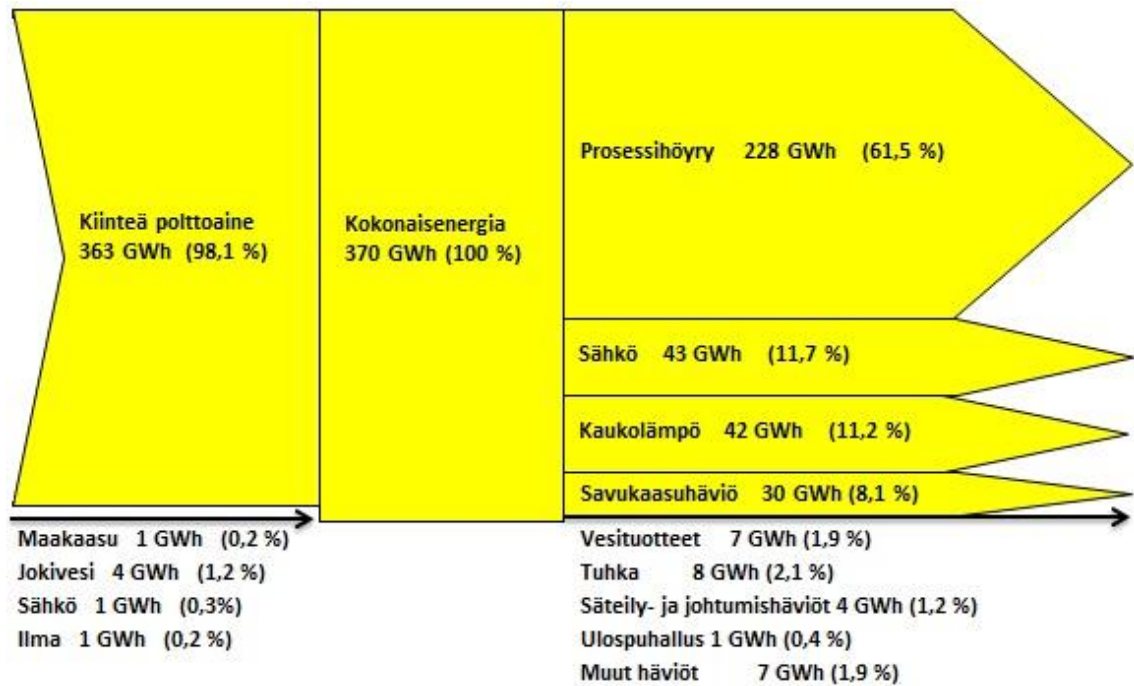 Kiinteä polttoaine
363 GWh (98,1 %)
Kokonaisenergia
370 GWh (100 %)
Prosessihöyry 228 GWh (61,5 %)
Sähkö 43 GWh (11,7 %)
Kaukolämpö 42 GWh (11,2 %)
Savukaasuhäviö 30 GWh (8,1 %)
Maakaasu 1 GWh (0,2 %)
Jokivesi 4 GWh (1,2 %)
Sähkö 1 GWh (0,3%)
Ilma 1 GWh (0,2 %)
Vesituotteet 7 GWh (1,9 %)
Tuhka 8 GWh (2,1 %)
Säteily- ja johtumishäviöt 4 GWh (1,2 %)
Ulospuhallus 1 GWh (0,4 %)
Muut häviöt 7 GWh (1,9 %)